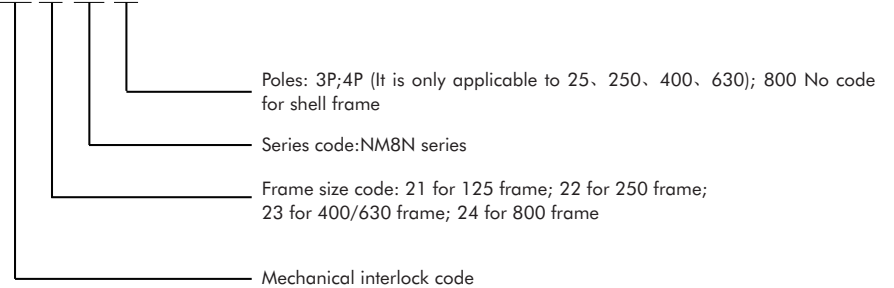 Poles: 3P;4P (It is only applicable to 25、250、400、630); 800 No code
for shell frame
Series code:NM8N series
Frame size code: 21 for 125 frame; 22 for 250 frame;
23 for 400/630 frame; 24 for 800 frame
Mechanical interlock code